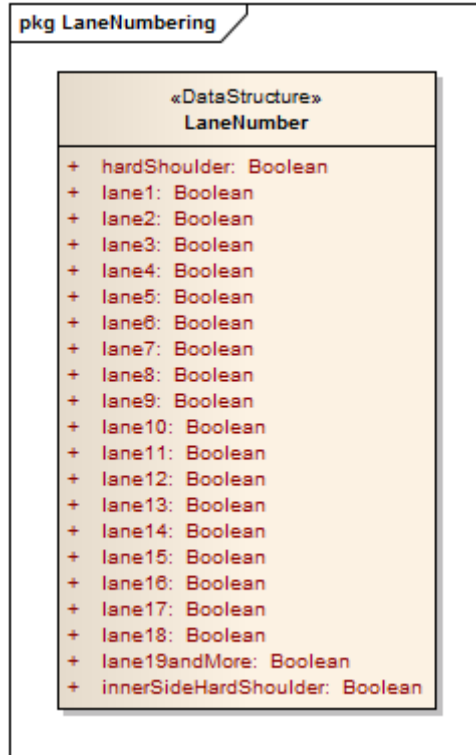 pkg LaneNumbering
«DataStructure»
LaneNumber
+ hardShoulder: Boolean
+ lane1: Boolean
+ lane2: Boolean
+ lane3: Boolean
+ lane4: Boolean
+ lane5: Boolean
+ lane6: Boolean
+ lane7: Boolean
+ lane8: Boolean
+ lane9: Boolean
+ lane10: Boolean
+ lane11: Boolean
+ lane12: Boolean
+ lane13: Boolean
+ lane14: Boolean
+ lane15: Boolean
+ lane16: Boolean
+ lane17: Boolean
+ lane18: Boolean
+ lane19andMore: Boolean
+ innerSideHardShoulder: Boolean